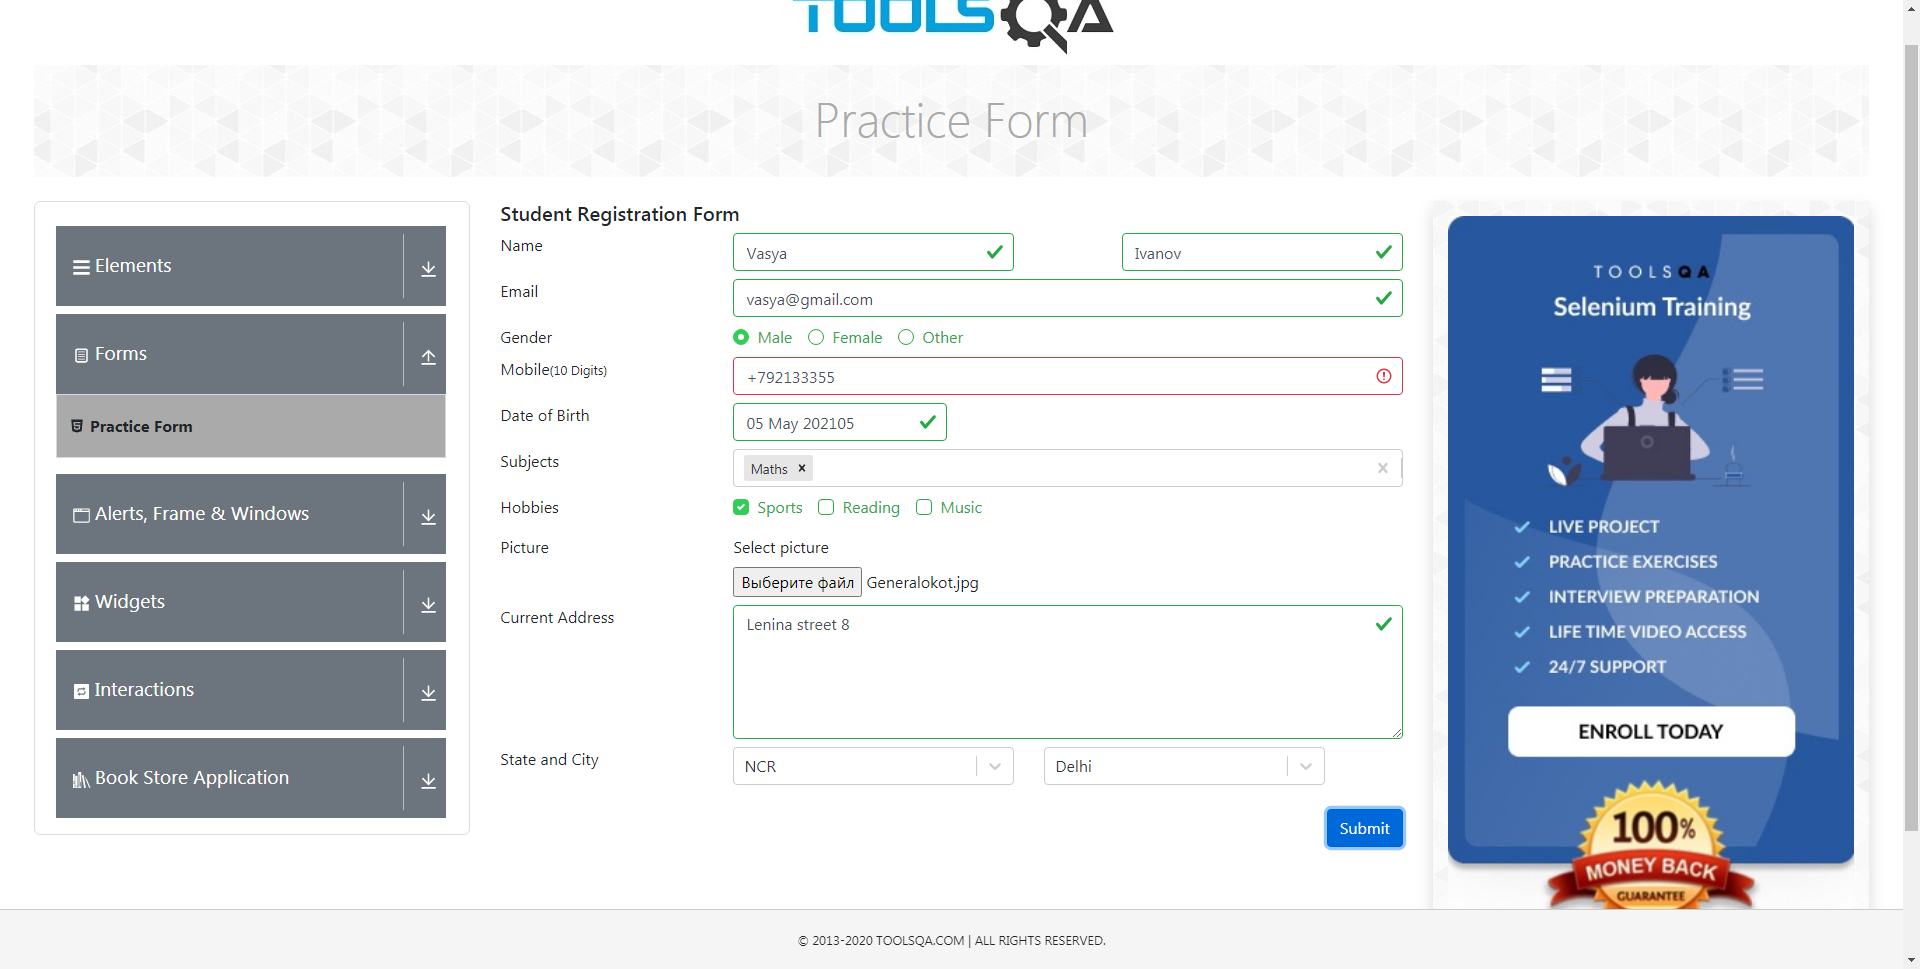 TOOLSQA
Practice Form
Elements
Forms
Practice Form
Alerts, Frame & Windows
Widgets
Interactions
Book Store Application
Student Registration Form
Name
Vasya
Ivanov
Email
vasya@gmail.com
Gender
Male
Female
Other
Mobile(10 Digits)
+792133355
Date of Birth
05 May 202105
Subjects
Maths
Hobbies
Sports
Reading
Music
Picture
Select picture
Выберите файл Generalokot.jpg
Current Address
Lenina street 8
State and City
NCR
Delhi
Submit
TOOLSQA
Selenium Training
LIVE PROJECT
PRACTICE EXERCISES
INTERVIEW PREPARATION
LIFE TIME VIDEO ACCESS
24/7 SUPPORT
ENROLL TODAY
100%
MONEY BACK
GUARANTEE
© 2013-2020 TOOLSQA.COM | ALL RIGHTS RESERVED.